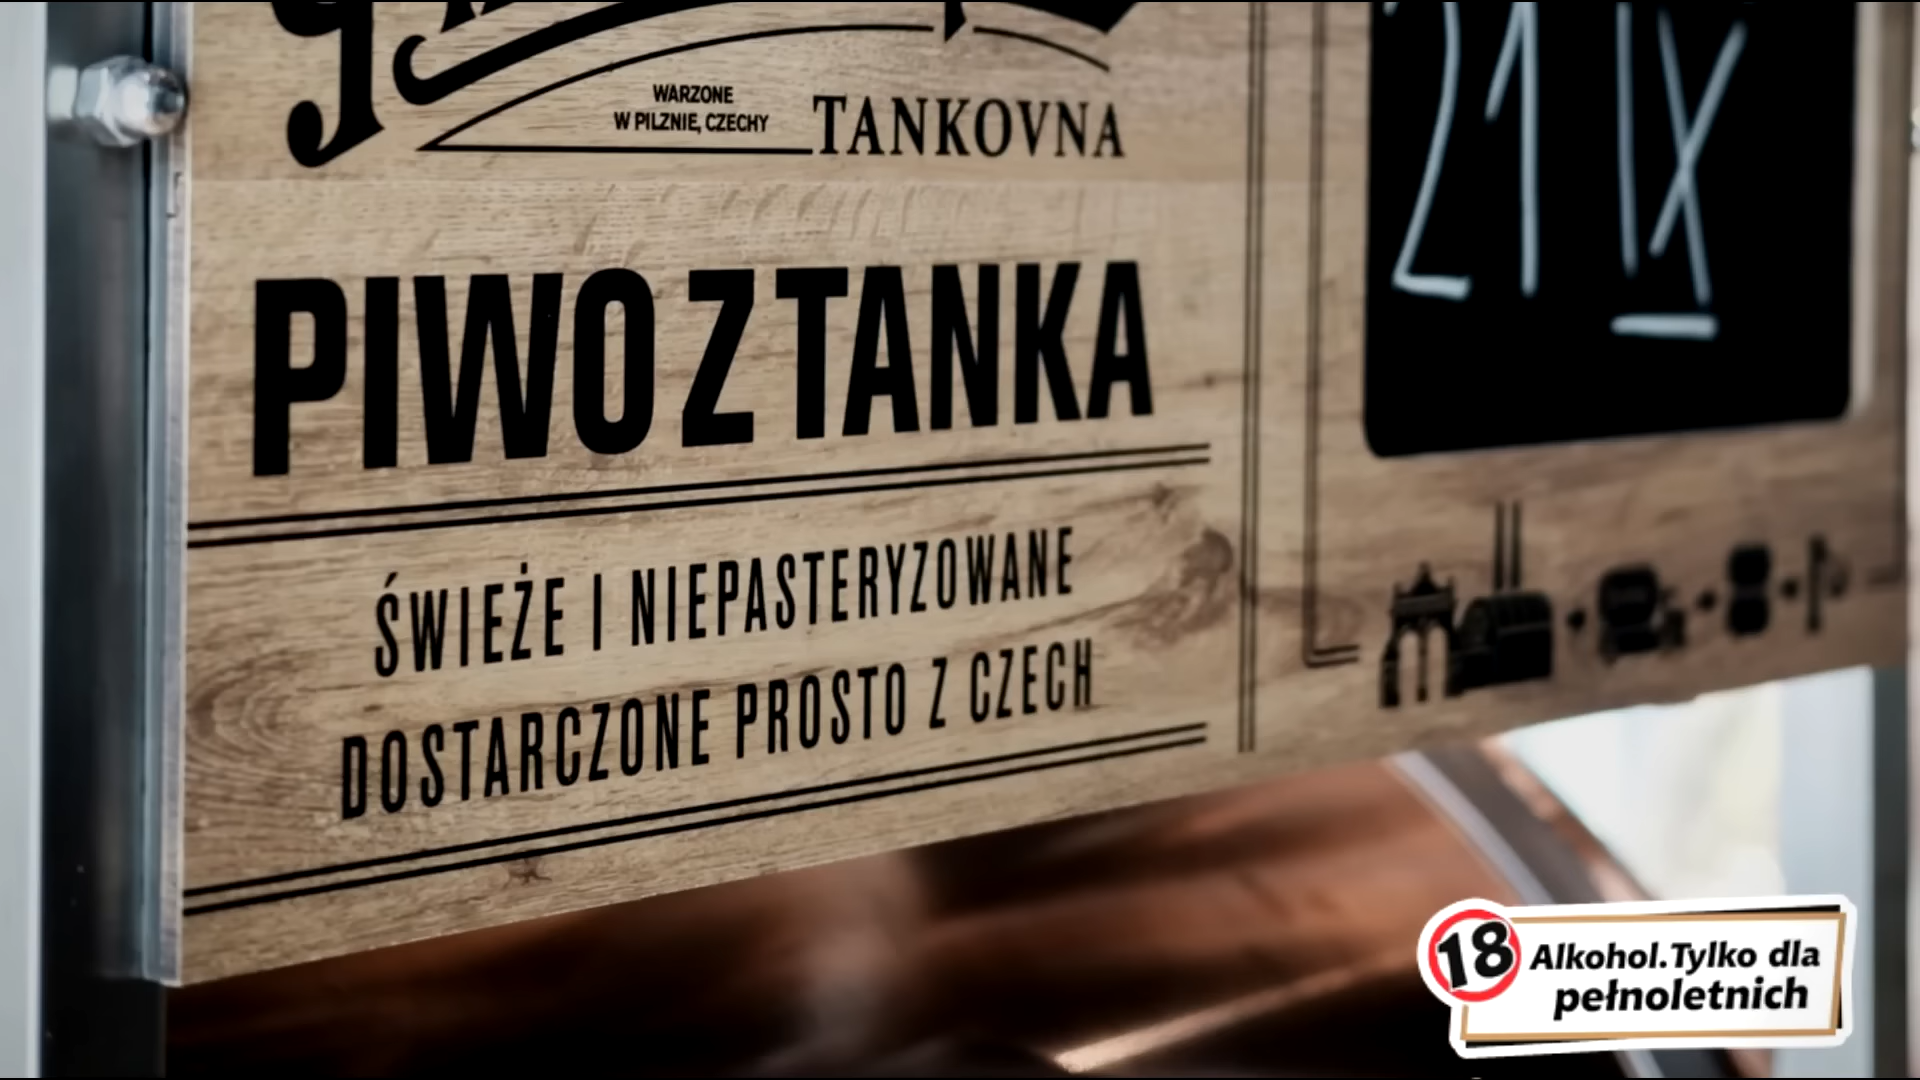 WARZONE
W PILZNIE, CZECHY
TANKOVNA
PIWO Z TANKA
ŚWIEŻE I NIEPASTERYZOWANE
DOSTARCZONE PROSTO Z CZECH
21 IX
18
Alkohol.Tylko dla
pełnoletnich